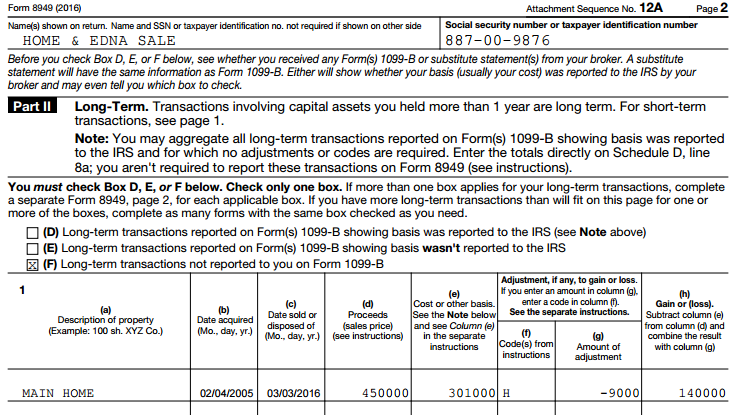 Form 8949 (2016) Attachment Sequence No. 12A Page 2
Name(s) shown on return. Name and SSN or taxpayer identification no. not required if shown on other side
Social security number or taxpayer identification number
HOME & EDNA SALE
887-00-9876
Before you check Box D, E, or F below, see whether you received any Form(s) 1099-B or substitute statement(s) from your broker. A substitute
statement will have the same information as Form 1099-B. Either will show whether your basis (usually your cost) was reported to the IRS by your
broker and may even tell you which box to check.
Part II Long-Term. Transactions involving capital assets you held more than 1 year are long term. For short-term
transactions, see page 1.
Note: You may aggregate all long-term transactions reported on Form(s) 1099-B showing basis was reported
to the IRS and for which no adjustments or codes are required. Enter the totals directly on Schedule D, line
8a; you aren't required to report these transactions on Form 8949 (see instructions).
You must check Box D, E, or F below. Check only one box. If more than one box applies for your long-term transactions, complete
a separate Form 8949, page 2, for each applicable box. If you have more long-term transactions than will fit on this page for one or
more of the boxes, complete as many forms with the same box checked as you need.
(D) Long-term transactions reported on Form(s) 1099-B showing basis was reported to the IRS (see Note above)
(E) Long-term transactions reported on Form(s) 1099-B showing basis wasn't reported to the IRS
(F) Long-term transactions not reported to you on Form 1099-B
1
(a)
Description of property
(Example: 100 sh. XYZ Co.)
(b)
Date acquired
(Mo., day, yr.)
(c)
Date sold or
disposed of
(Mo., day, yr.)
(d)
Proceeds
(sales price)
(see instructions)
(e)
Cost or other basis.
See the Note below
and see Column (e)
in the separate
instructions
Adjustment, if any, to gain or loss.
If you enter an amount in column (g),
enter a code in column (f).
See the separate instructions.
(f)
Code(s) from
instructions
(g)
Amount of
adjustment
(h)
Gain or (loss).
Subtract column (e)
from column (d) and
combine the result
with column (g)
MAIN HOME 02/04/2005 03/03/2016 450000 301000 H -9000 140000